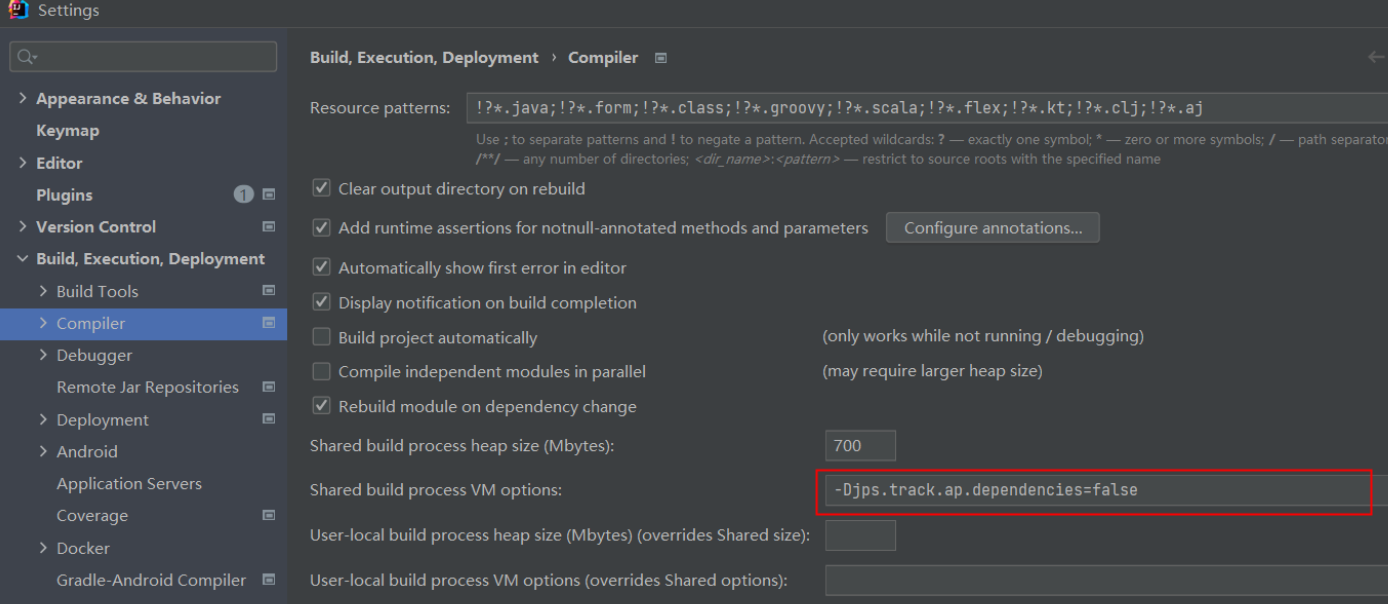 Settings
Appearance & Behavior
Keymap
Editor
Plugins 1
Version Control
Build, Execution, Deployment
Build Tools
Compiler
Debugger
Remote Jar Repositories
Deployment
Android
Application Servers
Coverage
Docker
Gradle-Android Compiler
Build, Execution, Deployment › Compiler
Resource patterns: !?*.java;!?*.form;!?*.class;!?*.groovy;!?*.scala;!?*.flex;!?*.kt;!?*.clj;!?*.aj
Use ; to separate patterns and ! to negate a pattern. Accepted wildcards: ? — exactly one symbol; * — zero or more symbols; / — path separator
/**/ — any number of directories; <dir_name>:<pattern> — restrict to source roots with the specified name
Clear output directory on rebuild
Add runtime assertions for notnull-annotated methods and parameters Configure annotations...
Automatically show first error in editor
Display notification on build completion
Build project automatically (only works while not running / debugging)
Compile independent modules in parallel (may require larger heap size)
Rebuild module on dependency change
Shared build process heap size (Mbytes): 700
Shared build process VM options: -Djps.track.ap.dependencies=false
User-local build process heap size (Mbytes) (overrides Shared size):
User-local build process VM options (overrides Shared options):